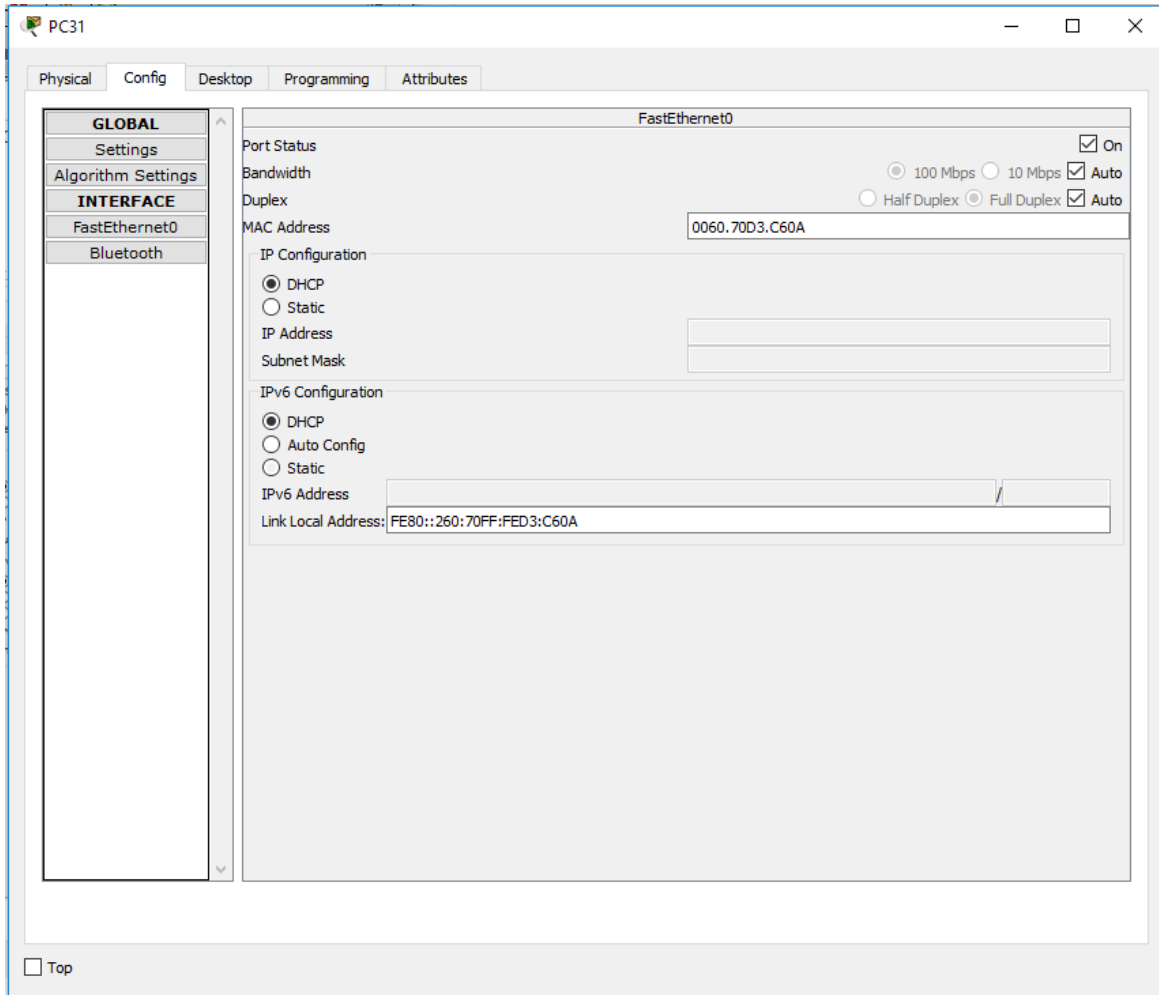 PC31
Physical Config Desktop Programming Attributes
GLOBAL
Settings
Algorithm Settings
INTERFACE
FastEthernet0
Bluetooth
FastEthernet0
Port Status On
Bandwidth 100 Mbps 10 Mbps Auto
Duplex Half Duplex Full Duplex Auto
MAC Address 0060.70D3.C60A
IP Configuration
DHCP
Static
IP Address
Subnet Mask
IPv6 Configuration
DHCP
Auto Config
Static
IPv6 Address /
Link Local Address: FE80::260:70FF:FED3:C60A
Top